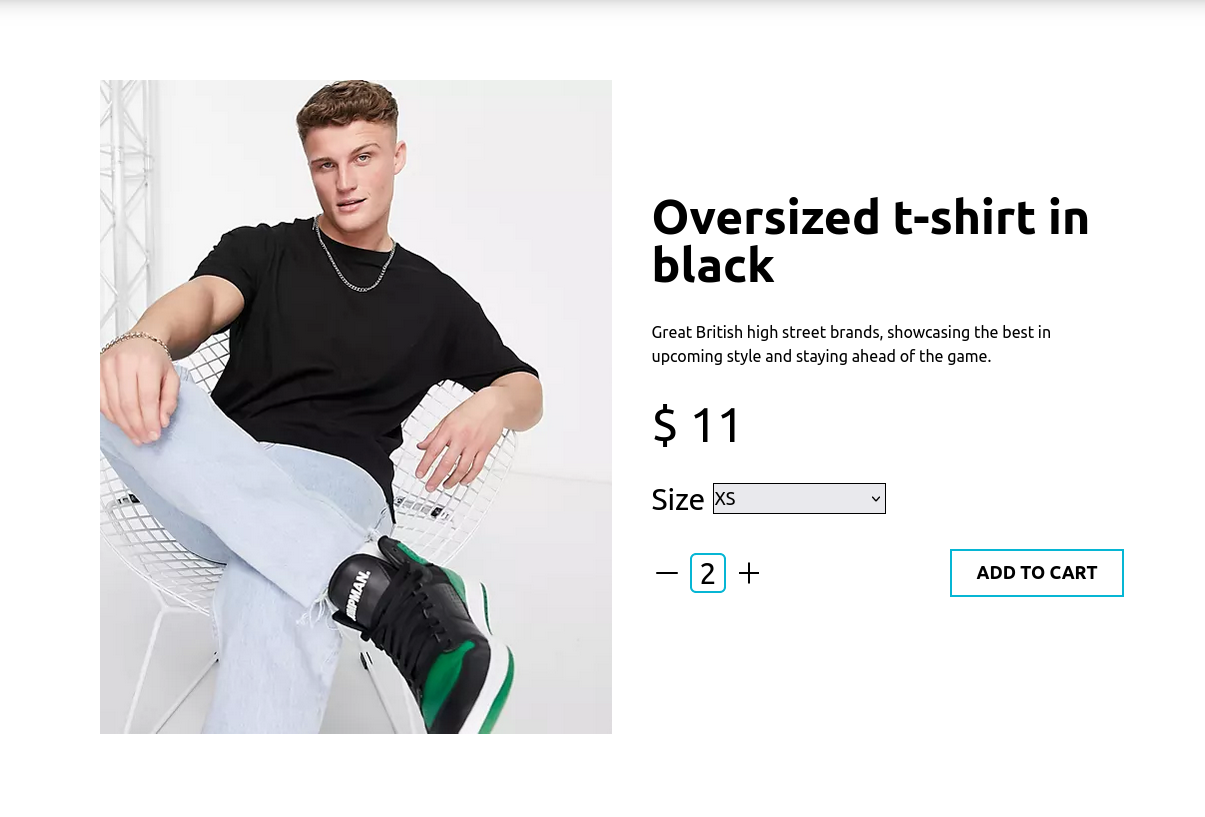 Oversized t-shirt in
black
Great British high street brands, showcasing the best in
upcoming style and staying ahead of the game.
$ 11
Size XS
2
ADD TO CART